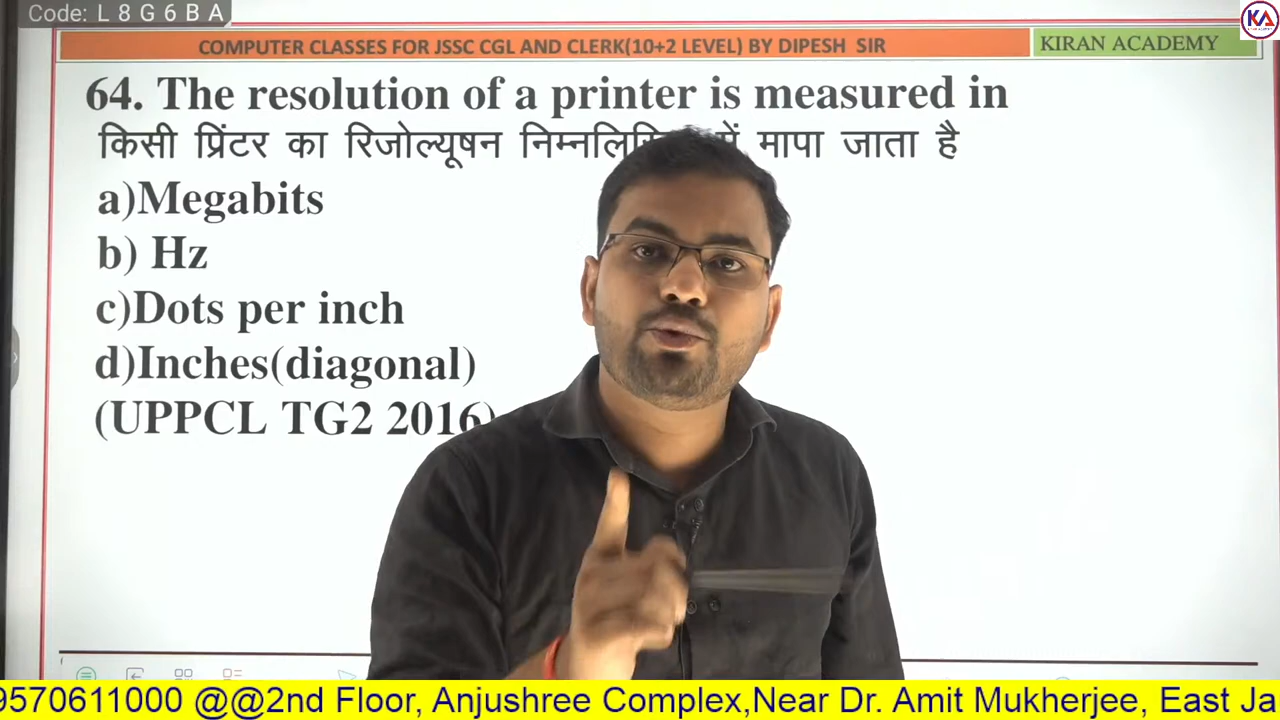 Code: L 8 G 6 B A
COMPUTER CLASSES FOR JSSC CGL AND CLERK(10+2 LEVEL) BY DIPESH SIR
KIRAN ACADEMY
KA
64. The resolution of a printer is measured in
किसी प्रिंटर का रिजोल्यूषन में मापा जाता है
a)Megabits
b) Hz
c)Dots per inch
d)Inches(diagonal)
(UPPCL TG2 2016)
9570611000 @@2nd Floor, Anjushree Complex,Near Dr. Amit Mukherjee, East Ja